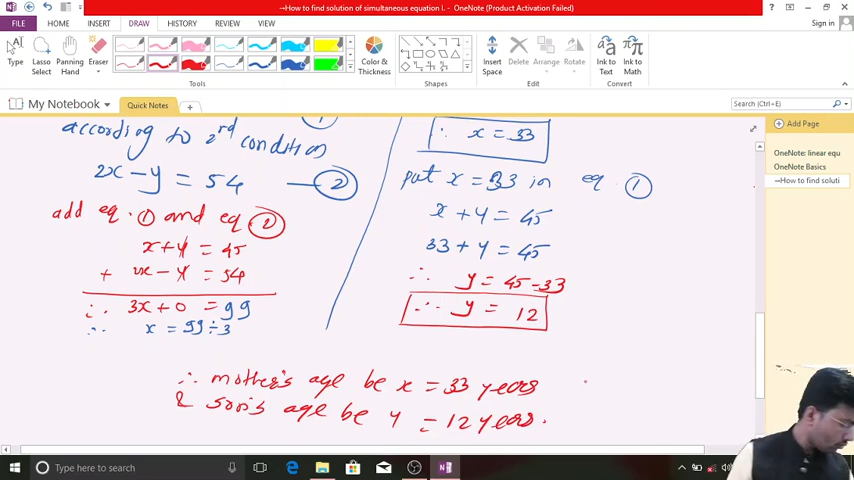 →How to find solution of simultaneous equation I. - OneNote (Product Activation Failed)
FILE HOME INSERT DRAW HISTORY REVIEW VIEW
Sign in
Type
Lasso Select
Panning Hand
Eraser
Color & Thickness
Insert Space
Delete
Arrange
Rotate
Ink to Text
Ink to Math
Tools
Shapes
Edit
Convert
My Notebook
Quick Notes
+
Search (Ctrl+E)
Add Page
OneNote: linear equ
OneNote Basics
→How to find soluti
according to 2nd condition
2x - y = 54 — ②
add eq. ① and eq. ②
x + y = 45
+ 2x - y = 54
∴ 3x + 0 = 99
∴ x = 99 ÷ 3
∴ x = 33
put x = 33 in eq. ①
x + y = 45
33 + y = 45
∴ y = 45 - 33
∴ y = 12
∴ mother's age be x = 33 years
& son's age be y = 12 years.
Type here to search